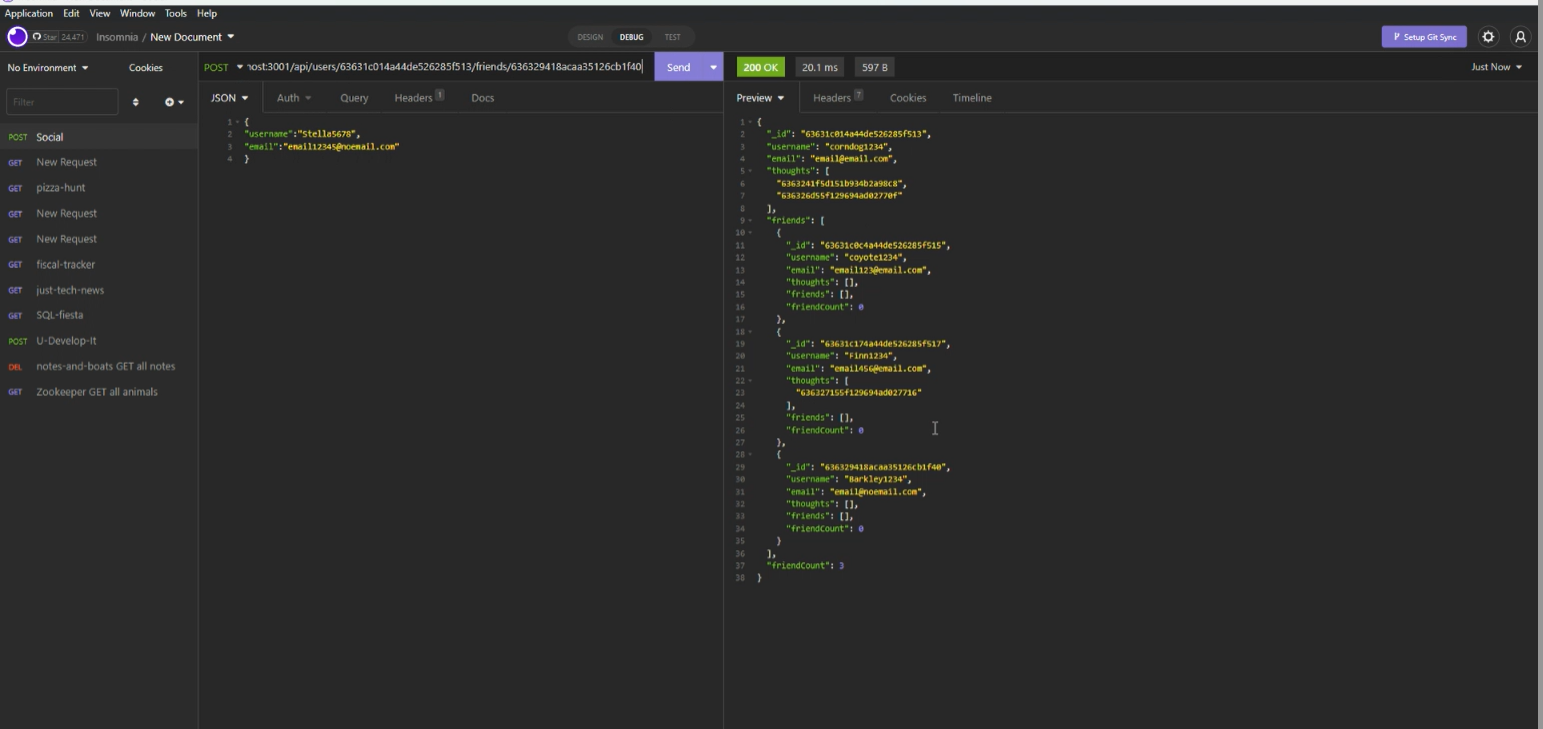 Application Edit View Window Tools Help
Star 24,471 Insomnia / New Document DESIGN DEBUG TEST Setup Git Sync
No Environment Cookies
POST host:3001/api/users/63631c014a44de526285f513/friends/636329418acaa35126cb1f40 Send
200 OK 20.1 ms 597 B Just Now
Filter
JSON Auth Query Headers 1 Docs
Preview Headers 7 Cookies Timeline
POST Social
GET New Request
GET pizza-hunt
GET New Request
GET New Request
GET fiscal-tracker
GET just-tech-news
GET SQL-fiesta
POST U-Develop-It
DEL notes-and-boats GET all notes
GET Zookeeper GET all animals
1 {
2 "username":"Stella5678",
3 "email":"email12345@noemail.com"
4 }
1 {
2 "_id": "63631c014a44de526285f513",
3 "username": "corndog1234",
4 "email": "email@email.com",
5 "thoughts": [
6 "6363241f5d151b934b2a98c8",
7 "636326d55f129694ad02770f"
8 ],
9 "friends": [
10 {
11 "_id": "63631c0c4a44de526285f515",
12 "username": "coyote1234",
13 "email": "email123@email.com",
14 "thoughts": [],
15 "friends": [],
16 "friendCount": 0
17 },
18 {
19 "_id": "63631c174a44de526285f517",
20 "username": "Finn1234",
21 "email": "email456@email.com",
22 "thoughts": [
23 "636327155f129694ad027716"
24 ],
25 "friends": [],
26 "friendCount": 0
27 },
28 {
29 "_id": "636329418acaa35126cb1f40",
30 "username": "Barkley1234",
31 "email": "email@noemail.com",
32 "thoughts": [],
33 "friends": [],
34 "friendCount": 0
35 }
36 ],
37 "friendCount": 3
38 }